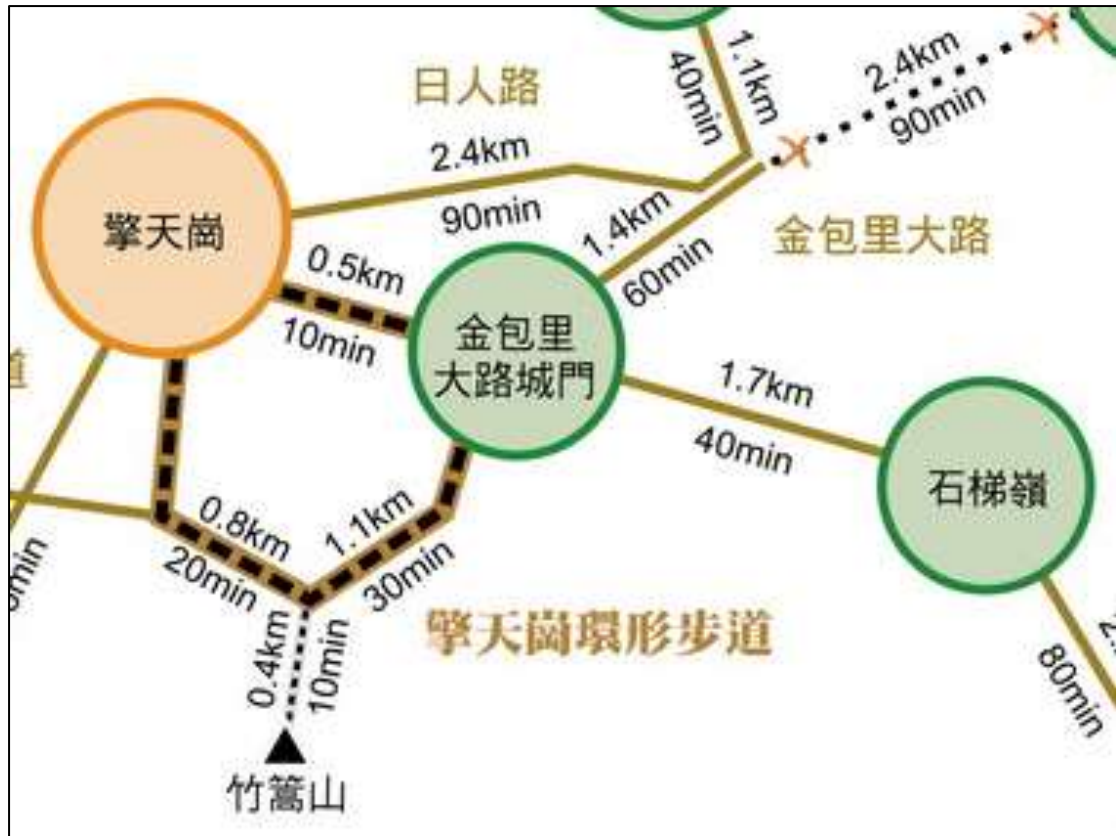 1.1km
40min
2.4km
90min
日人路
2.4km
90min
擎天崗
1.4km
60min
金包里大路
0.5km
10min
金包里
大路城門
1.7km
40min
石梯嶺
0.8km
20min
1.1km
30min
擎天崗環形步道
0.4km
10min
竹篙山
80min